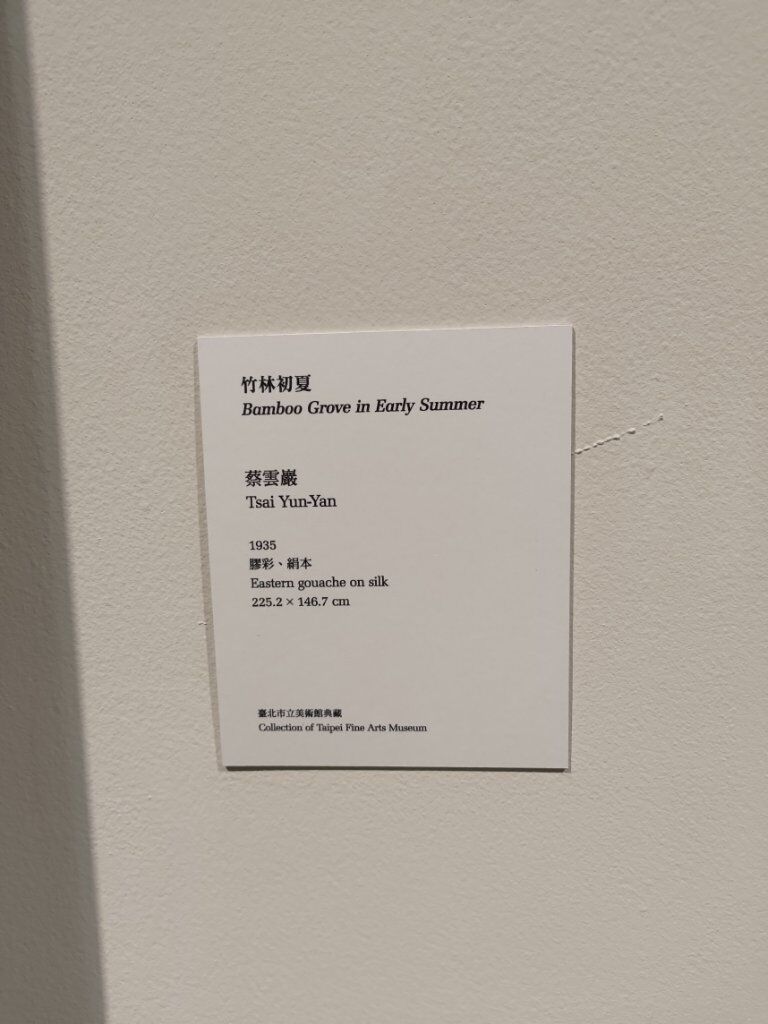 竹林初夏
Bamboo Grove in Early Summer
蔡雲巖
Tsai Yun-Yan
1935
膠彩、絹本
Eastern gouache on silk
225.2 × 146.7 cm
臺北市立美術館典藏
Collection of Taipei Fine Arts Museum